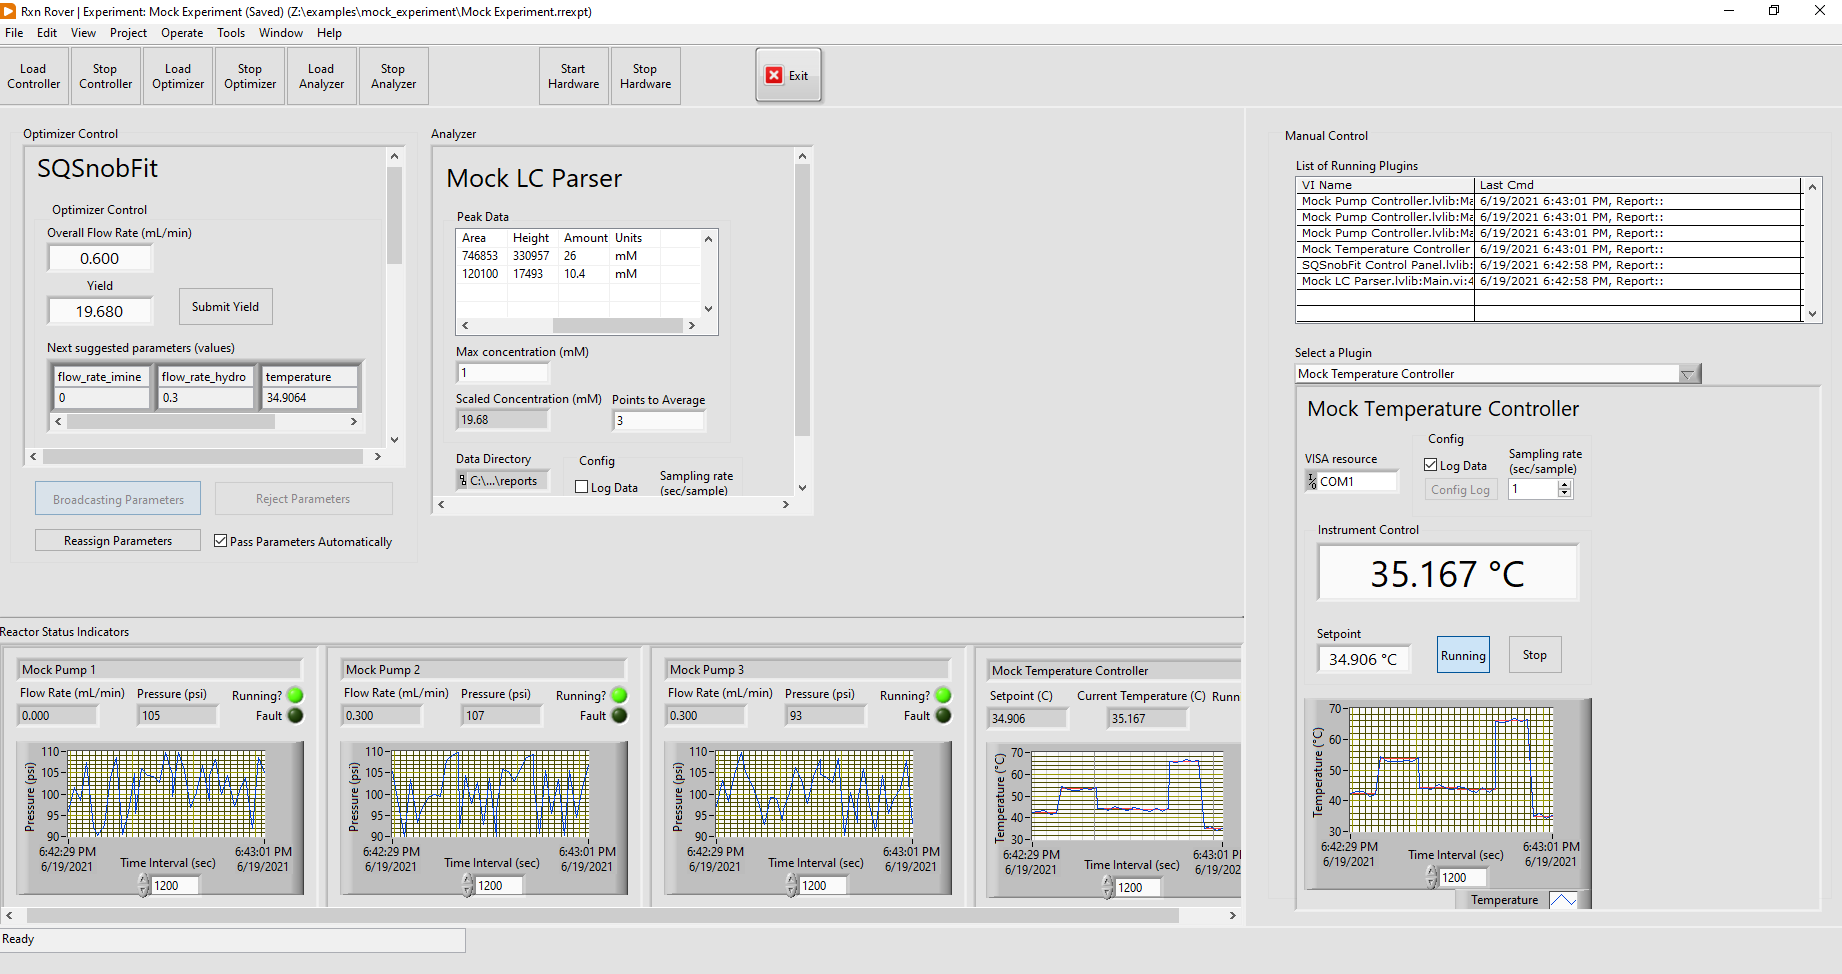 Rxn Rover | Experiment: Mock Experiment (Saved) (Z:\examples\mock_experiment\Mock Experiment.rrexpt)
File Edit View Project Operate Tools Window Help
Load Controller
Stop Controller
Load Optimizer
Stop Optimizer
Load Analyzer
Stop Analyzer
Start Hardware
Stop Hardware
Exit
Optimizer Control
SQSnobFit
Optimizer Control
Overall Flow Rate (mL/min)
0.600
Yield
19.680
Submit Yield
Next suggested parameters (values)
flow_rate_imine flow_rate_hydro temperature
0 0.3 34.9064
Broadcasting Parameters
Reject Parameters
Reassign Parameters
Pass Parameters Automatically
Analyzer
Mock LC Parser
Peak Data
Area Height Amount Units
746853 330957 26 mM
120100 17493 10.4 mM
Max concentration (mM)
1
Scaled Concentration (mM) Points to Average
19.68 3
Data Directory
C:\...\reports
Config
Log Data
Sampling rate
(sec/sample)
Manual Control
List of Running Plugins
VI Name Last Cmd
Mock Pump Controller.lvlib:Ma 6/19/2021 6:43:01 PM, Report::
Mock Pump Controller.lvlib:Ma 6/19/2021 6:43:01 PM, Report::
Mock Pump Controller.lvlib:Ma 6/19/2021 6:43:01 PM, Report::
Mock Temperature Controller 6/19/2021 6:43:01 PM, Report::
SQSnobFit Control Panel.lvlib: 6/19/2021 6:42:58 PM, Report::
Mock LC Parser.lvlib:Main.vi:4 6/19/2021 6:42:58 PM, Report::
Select a Plugin
Mock Temperature Controller
Mock Temperature Controller
VISA resource
COM1
Config
Log Data
Config Log
Sampling rate
(sec/sample)
1
Instrument Control
35.167 °C
Setpoint
34.906 °C
Running
Stop
70
60
50
40
30
Temperature (°C)
6:42:29 PM
6/19/2021
6:43:01 PM
6/19/2021
Time Interval (sec)
1200
Temperature
Reactor Status Indicators
Mock Pump 1
Flow Rate (mL/min) Pressure (psi) Running?
0.000 105 Fault
110
105
100
95
90
Pressure (psi)
6:42:29 PM
6/19/2021
6:43:01 PM
6/19/2021
Time Interval (sec)
1200
Mock Pump 2
Flow Rate (mL/min) Pressure (psi) Running?
0.300 107 Fault
110
105
100
95
90
Pressure (psi)
6:42:29 PM
6/19/2021
6:43:01 PM
6/19/2021
Time Interval (sec)
1200
Mock Pump 3
Flow Rate (mL/min) Pressure (psi) Running?
0.300 93 Fault
110
105
100
95
90
Pressure (psi)
6:42:29 PM
6/19/2021
6:43:01 PM
6/19/2021
Time Interval (sec)
1200
Mock Temperature Controller
Setpoint (C) Current Temperature (C) Runn
34.906 35.167
70
60
50
40
30
Temperature (°C)
6:42:29 PM
6/19/2021
6:43:01 P
6/19/202
Time Interval (sec)
1200
Ready